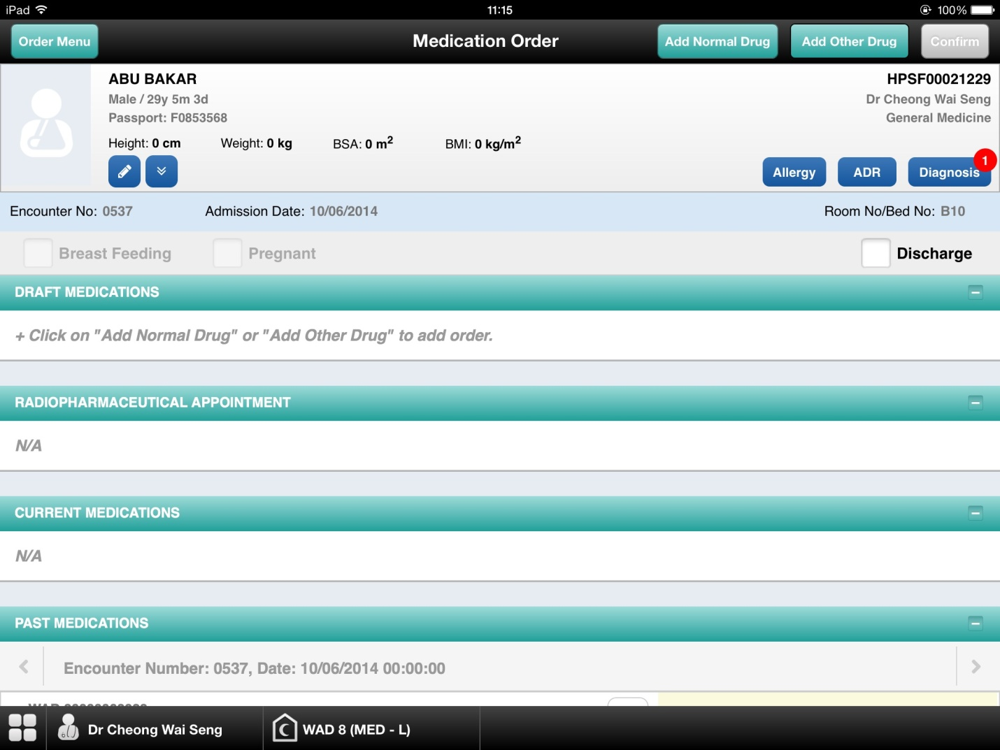 iPad 11:15 100%
Order Menu Medication Order Add Normal Drug Add Other Drug Confirm
ABU BAKAR HPSF00021229
Male / 29y 5m 3d Dr Cheong Wai Seng
Passport: F0853568 General Medicine
Height: 0 cm Weight: 0 kg BSA: 0 m² BMI: 0 kg/m²
Allergy ADR Diagnosis 1
Encounter No: 0537 Admission Date: 10/06/2014 Room No/Bed No: B10
Breast Feeding Pregnant Discharge
DRAFT MEDICATIONS
+ Click on "Add Normal Drug" or "Add Other Drug" to add order.
RADIOPHARMACEUTICAL APPOINTMENT
N/A
CURRENT MEDICATIONS
N/A
PAST MEDICATIONS
Encounter Number: 0537, Date: 10/06/2014 00:00:00
Dr Cheong Wai Seng WAD 8 (MED - L)